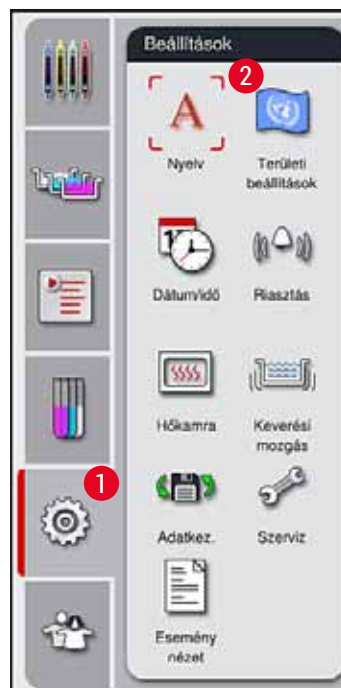 Beállítások
2
A
Nyelv
Területi
beállítások
Dátum/idő
Riasztás
Hőkamra
Keverési
mozgás
1
Adatkez.
Szerviz
Esemény
nézet